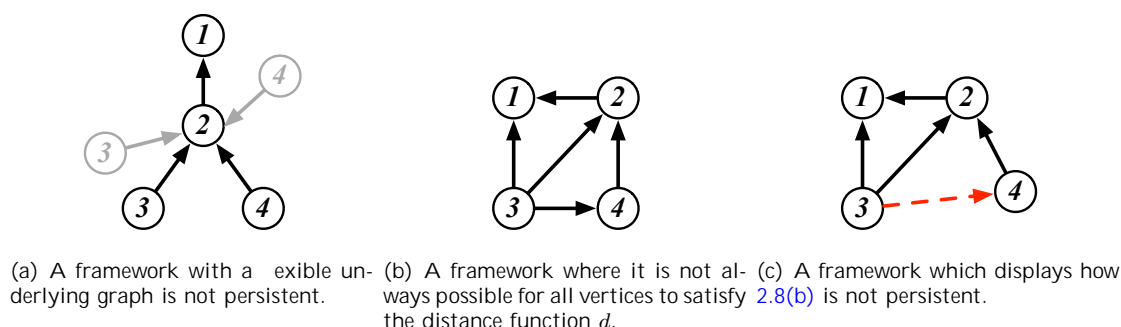 1
4
2
3
3
4
1
2
3
4
1
2
3
4
(a) A framework with a exible un-
derlying graph is not persistent.
(b) A framework where it is not al-
ways possible for all vertices to satisfy
the distance function d.
(c) A framework which displays how
2.8(b) is not persistent.